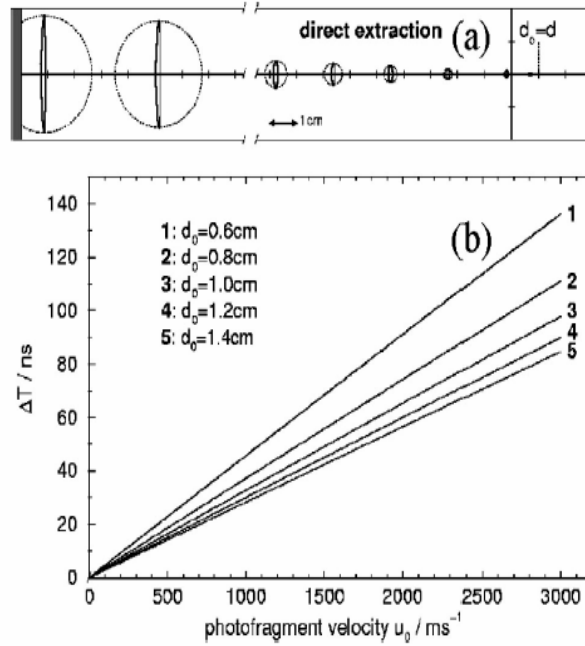 direct extraction (a) d₀=d
1cm
(b)
1: d₀=0.6cm
2: d₀=0.8cm
3: d₀=1.0cm
4: d₀=1.2cm
5: d₀=1.4cm
140
120
100
80
60
40
20
0
ΔT / ns
1
2
3
4
5
0 500 1000 1500 2000 2500 3000
photofragment velocity u₀ / ms⁻¹